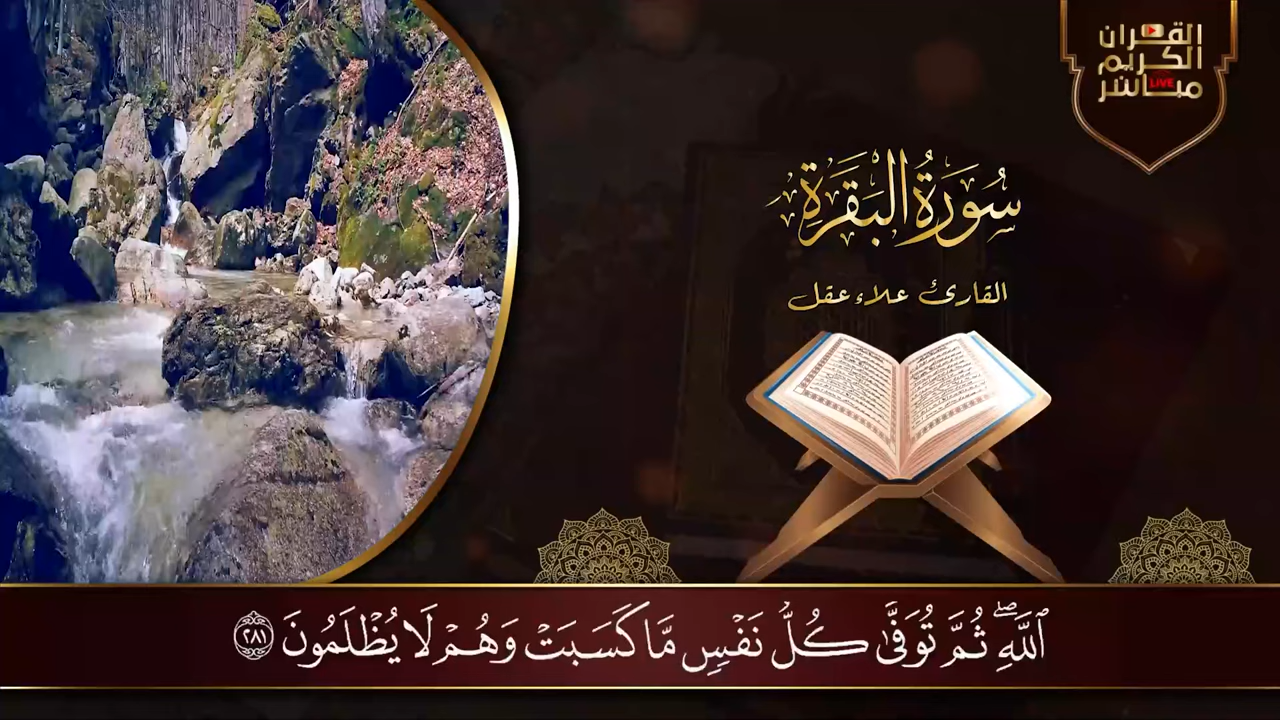 القرآن
الكريم
مباشر
LIVE
سُورَةُ البَقَرَةِ
القارئ علاء عقل
ٱللَّهِۖ ثُمَّ تُوَفَّىٰ كُلُّ نَفْسٍ مَّا كَسَبَتْ وَهُمْ لَا يُظْلَمُونَ ٢٨١